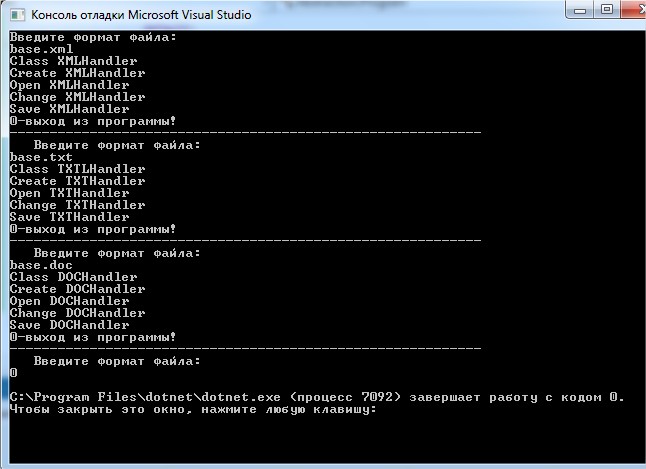 Консоль отладки Microsoft Visual Studio
Введите формат файла:
base.xml
Class XMLHandler
Create XMLHandler
Open XMLHandler
Change XMLHandler
Save XMLHandler
0-выход из программы!
-----------------------------------------------------------
Введите формат файла:
base.txt
Class TXTLHandler
Create TXTHandler
Open TXTHandler
Change TXTHandler
Save TXTHandler
0-выход из программы!
-----------------------------------------------------------
Введите формат файла:
base.doc
Class DOCHandler
Create DOCHandler
Open DOCHandler
Change DOCHandler
Save DOCHandler
0-выход из программы!
-----------------------------------------------------------
Введите формат файла:
0
C:\Program Files\dotnet\dotnet.exe (процесс 7092) завершает работу с кодом 0.
Чтобы закрыть это окно, нажмите любую клавишу: